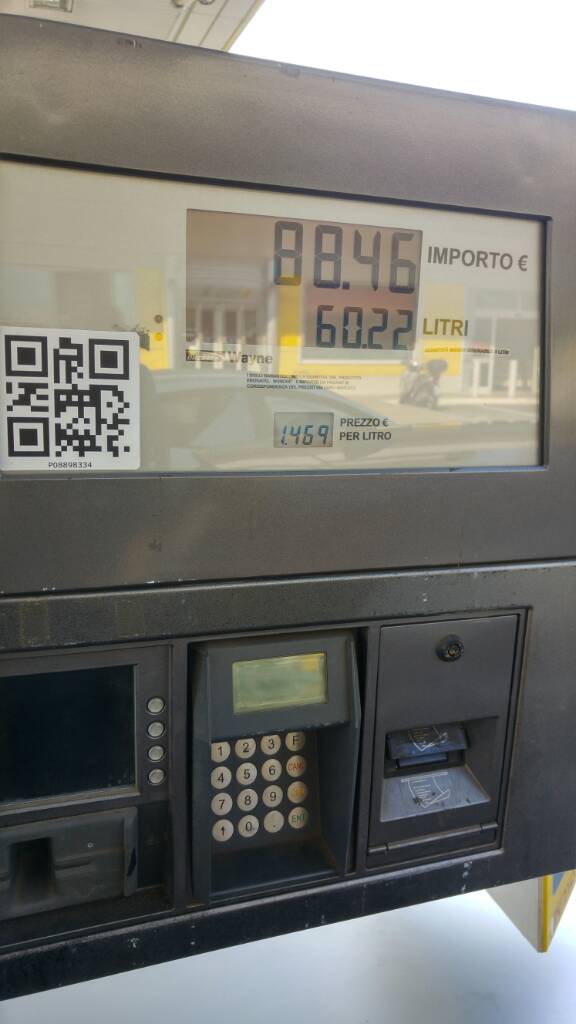 88.46 IMPORTO €
60.22 LITRI
Wayne
1.469 PREZZO €
PER LITRO
P08898334
1 2 3 F
4 5 6
7 8 9
0 . ENT